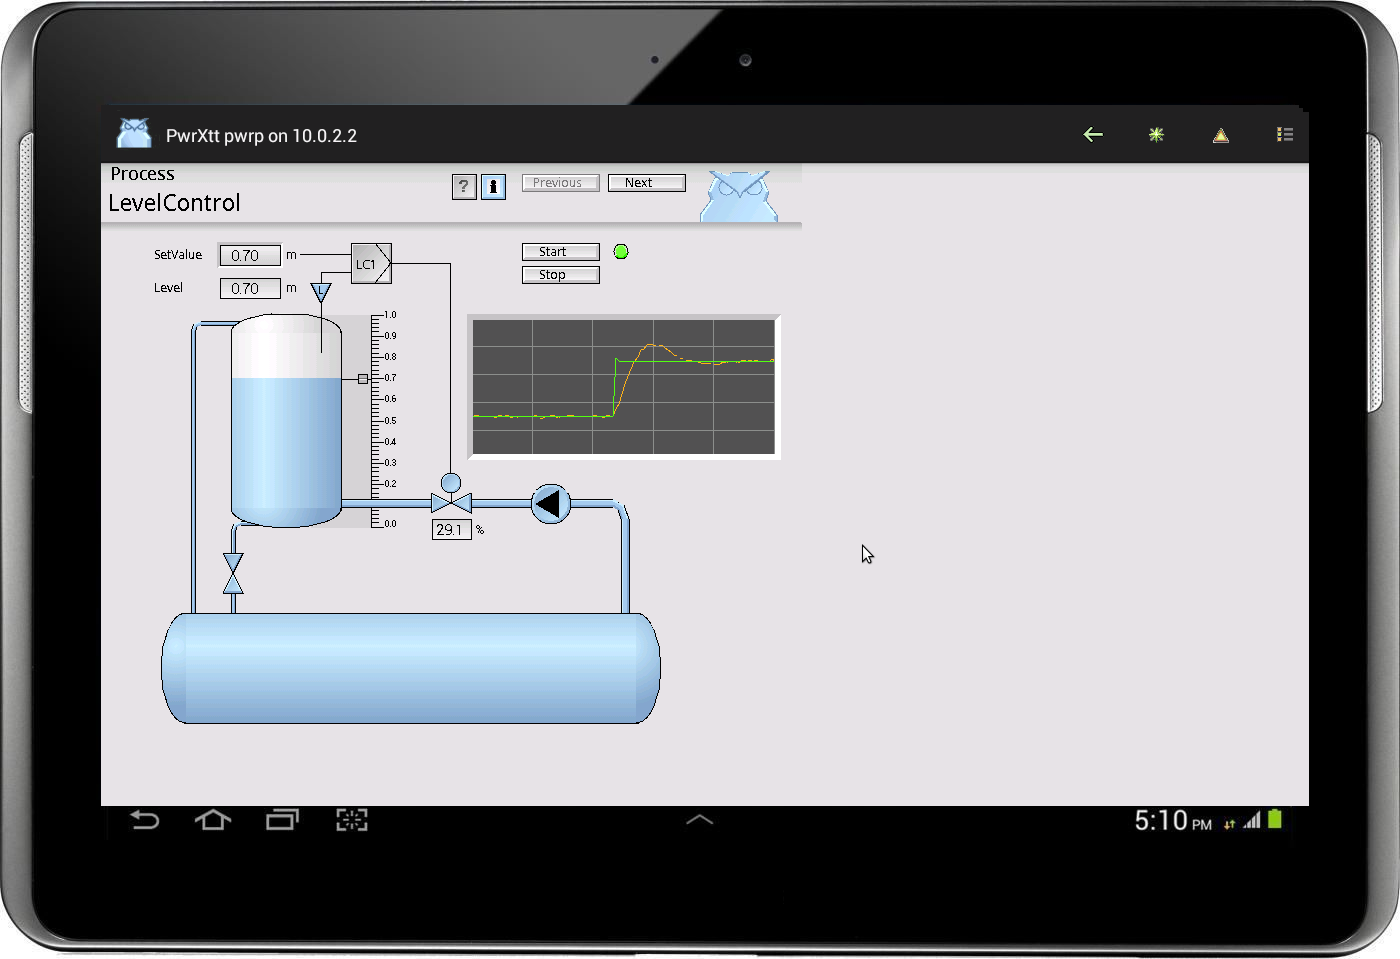 PwrXtt pwrp on 10.0.2.2
Process
LevelControl
? i Previous Next
SetValue 0.70 m LC1 Start
Level 0.70 m L Stop
1.0
0.9
0.8
0.7
0.6
0.5
0.4
0.3
0.2
0.0
29.1 %
5:10 PM